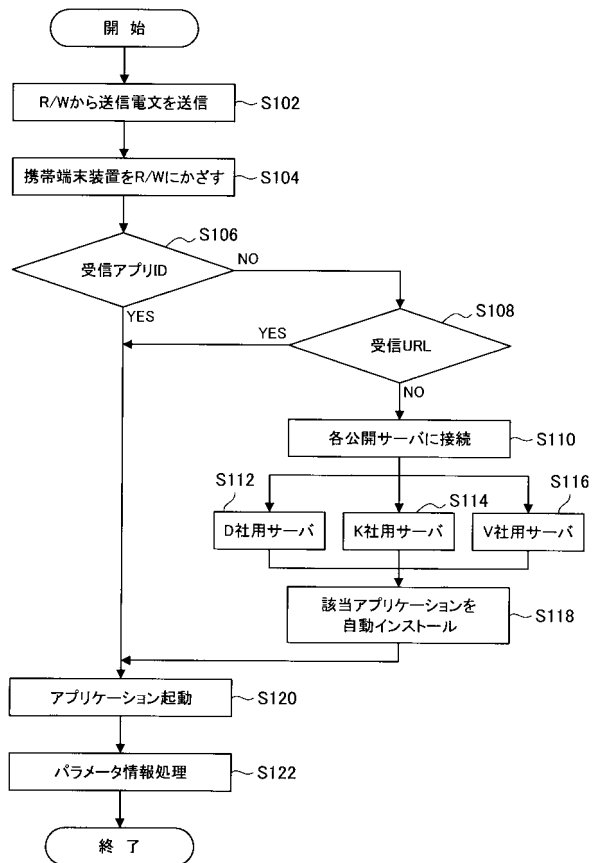 開 始
R/Wから送信電文を送信
S102
携帯端末装置をR/Wにかざす
S104
S106
受信アプリID
NO
YES
S108
受信URL
YES
NO
各公開サーバに接続
S110
S112
D社用サーバ
S114
K社用サーバ
S116
V社用サーバ
該当アプリケーションを
自動インストール
S118
アプリケーション起動
S120
パラメータ情報処理
S122
終 了